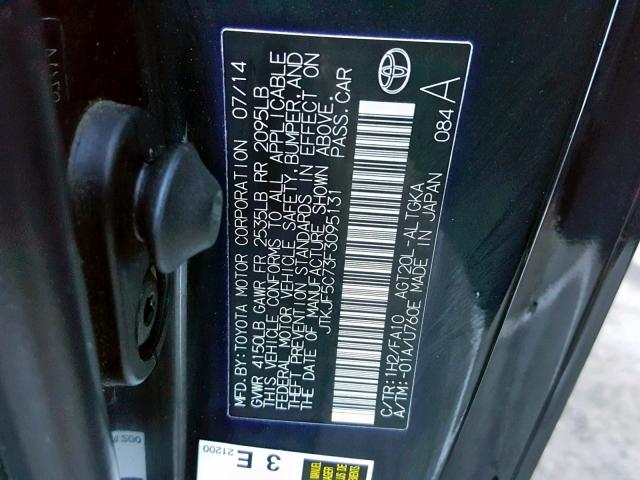 MFD.BY: TOYOTA MOTOR CORPORATION 07/14
GVWR 4150LB GAWR FR 2535LB RR 2095LB
THIS VEHICLE CONFORMS TO ALL APPLICABLE
FEDERAL MOTOR VEHICLE SAFETY, BUMPER, AND
THEFT PREVENTION STANDARDS IN EFFECT ON
THE DATE OF MANUFACTURE SHOWN ABOVE.
JTKJF5C73F3095131 PASS.CAR
C/TR:1H2/FA10 AGT20L-ALTGKA
A/TM:-01A/U760E MADE IN JAPAN
084 A
3 E
21200